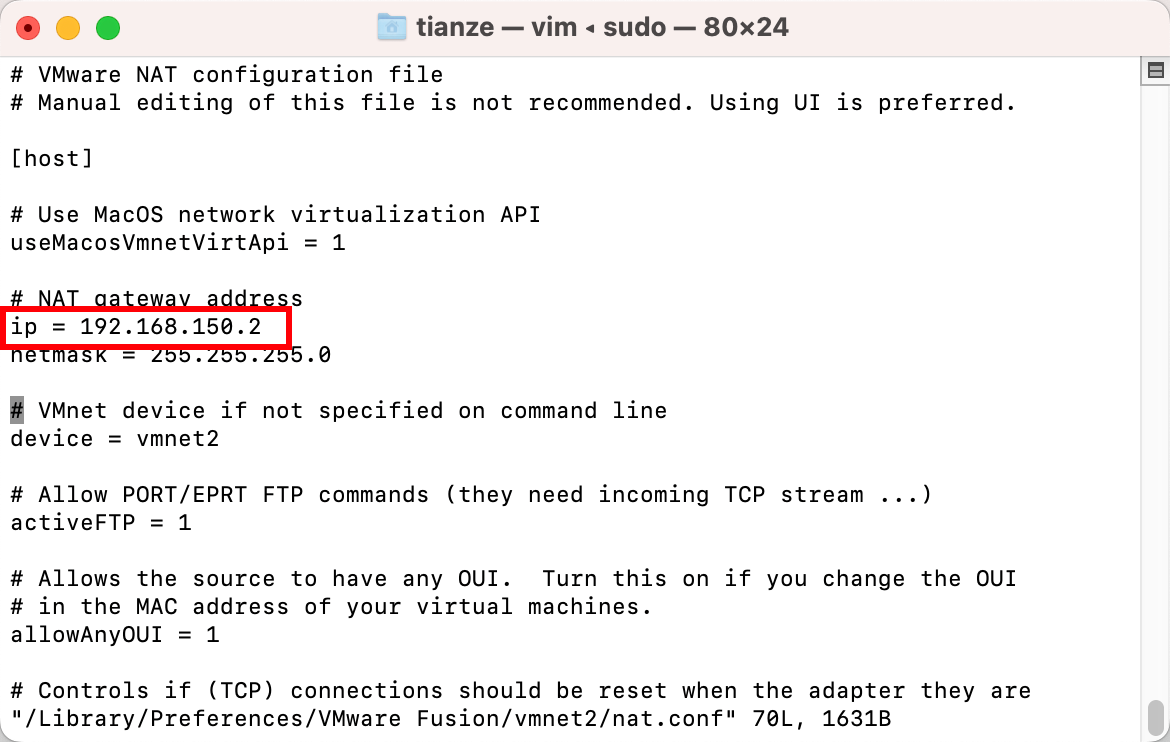 tianze — vim ◂ sudo — 80×24
# VMware NAT configuration file
# Manual editing of this file is not recommended. Using UI is preferred.
[host]
# Use MacOS network virtualization API
useMacosVmnetVirtApi = 1
# NAT gateway address
ip = 192.168.150.2
netmask = 255.255.255.0
# VMnet device if not specified on command line
device = vmnet2
# Allow PORT/EPRT FTP commands (they need incoming TCP stream ...)
activeFTP = 1
# Allows the source to have any OUI.  Turn this on if you change the OUI
# in the MAC address of your virtual machines.
allowAnyOUI = 1
# Controls if (TCP) connections should be reset when the adapter they are
"/Library/Preferences/VMware Fusion/vmnet2/nat.conf" 70L, 1631B